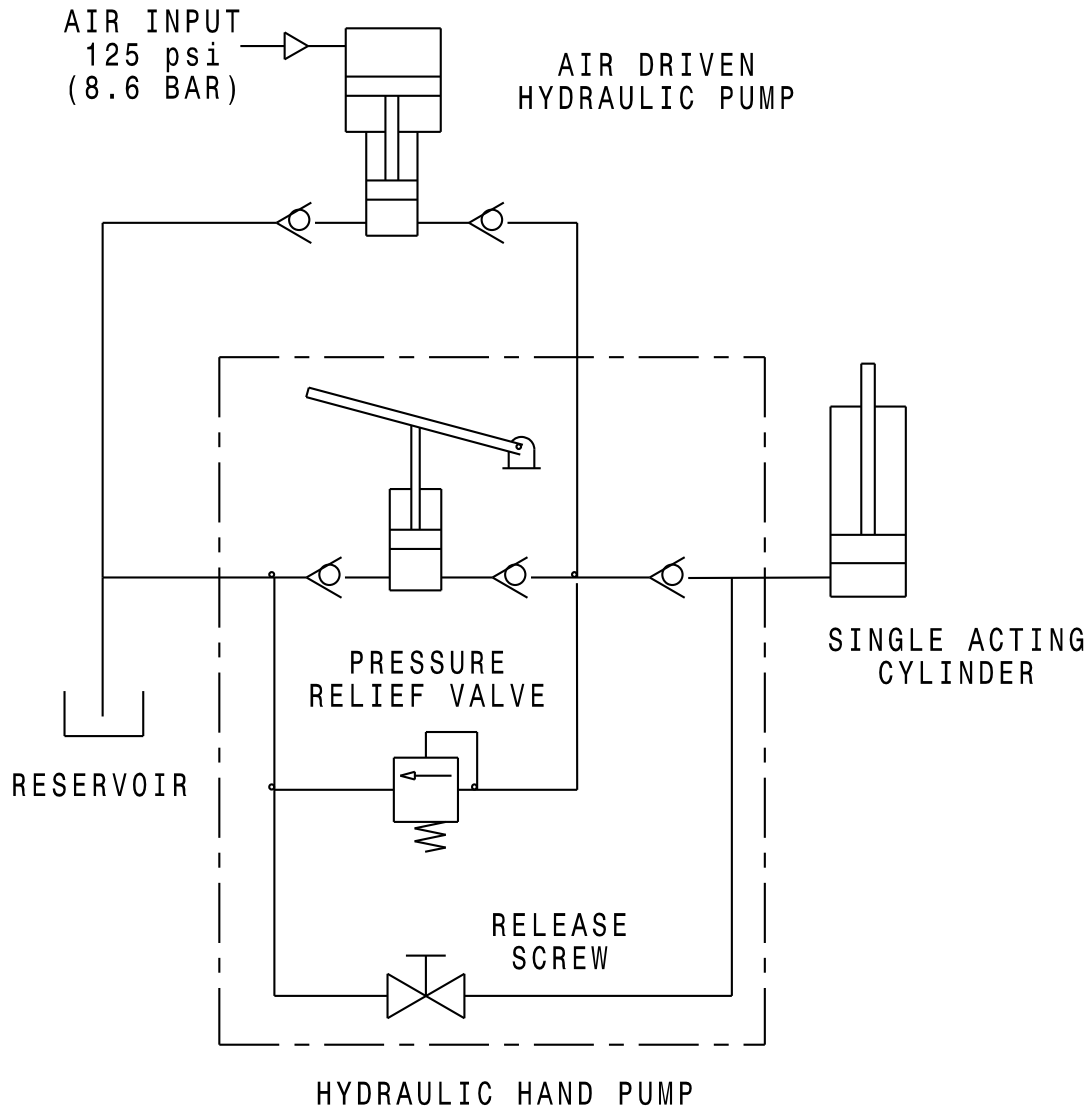 AIR INPUT
125 psi
(8.6 BAR)
AIR DRIVEN
HYDRAULIC PUMP
SINGLE ACTING
CYLINDER
PRESSURE
RELIEF VALVE
RESERVOIR
RELEASE
SCREW
HYDRAULIC HAND PUMP